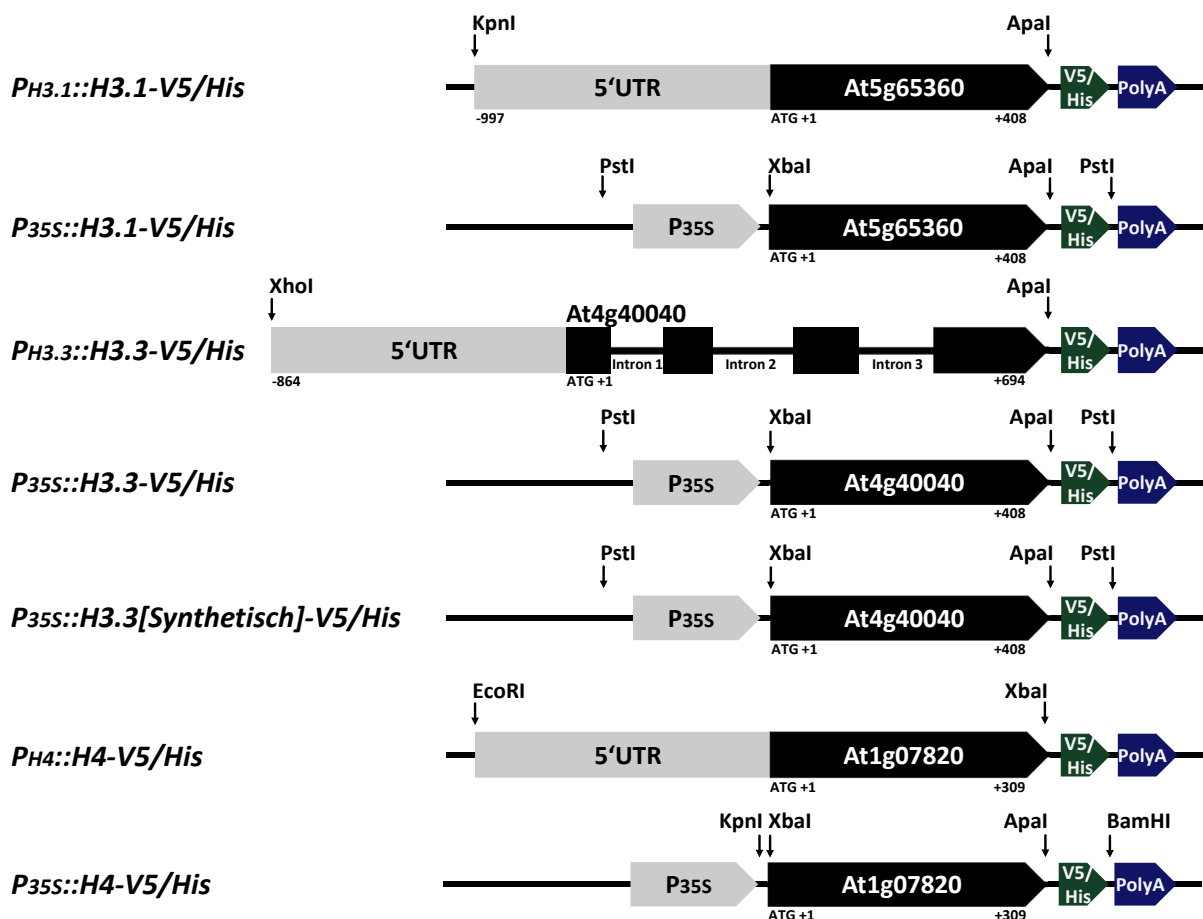 KpnI ApaI
PH3.1::H3.1-V5/His 5‘UTR At5g65360 V5/ His PolyA
-997 ATG +1 +408
PstI XbaI ApaI PstI
P35S::H3.1-V5/His P35S At5g65360 V5/ His PolyA
ATG +1 +408
XhoI ApaI
At4g40040
PH3.3::H3.3-V5/His 5‘UTR Intron 1 Intron 2 Intron 3 V5/ His PolyA
-864 ATG +1 +694
PstI XbaI ApaI PstI
P35S::H3.3-V5/His P35S At4g40040 V5/ His PolyA
ATG +1 +408
PstI XbaI ApaI PstI
P35S::H3.3[Synthetisch]-V5/His P35S At4g40040 V5/ His PolyA
ATG +1 +408
EcoRI XbaI
PH4::H4-V5/His 5‘UTR At1g07820 V5/ His PolyA
ATG +1 +309
KpnI XbaI ApaI BamHI
P35S::H4-V5/His P35S At1g07820 V5/ His PolyA
ATG +1 +309